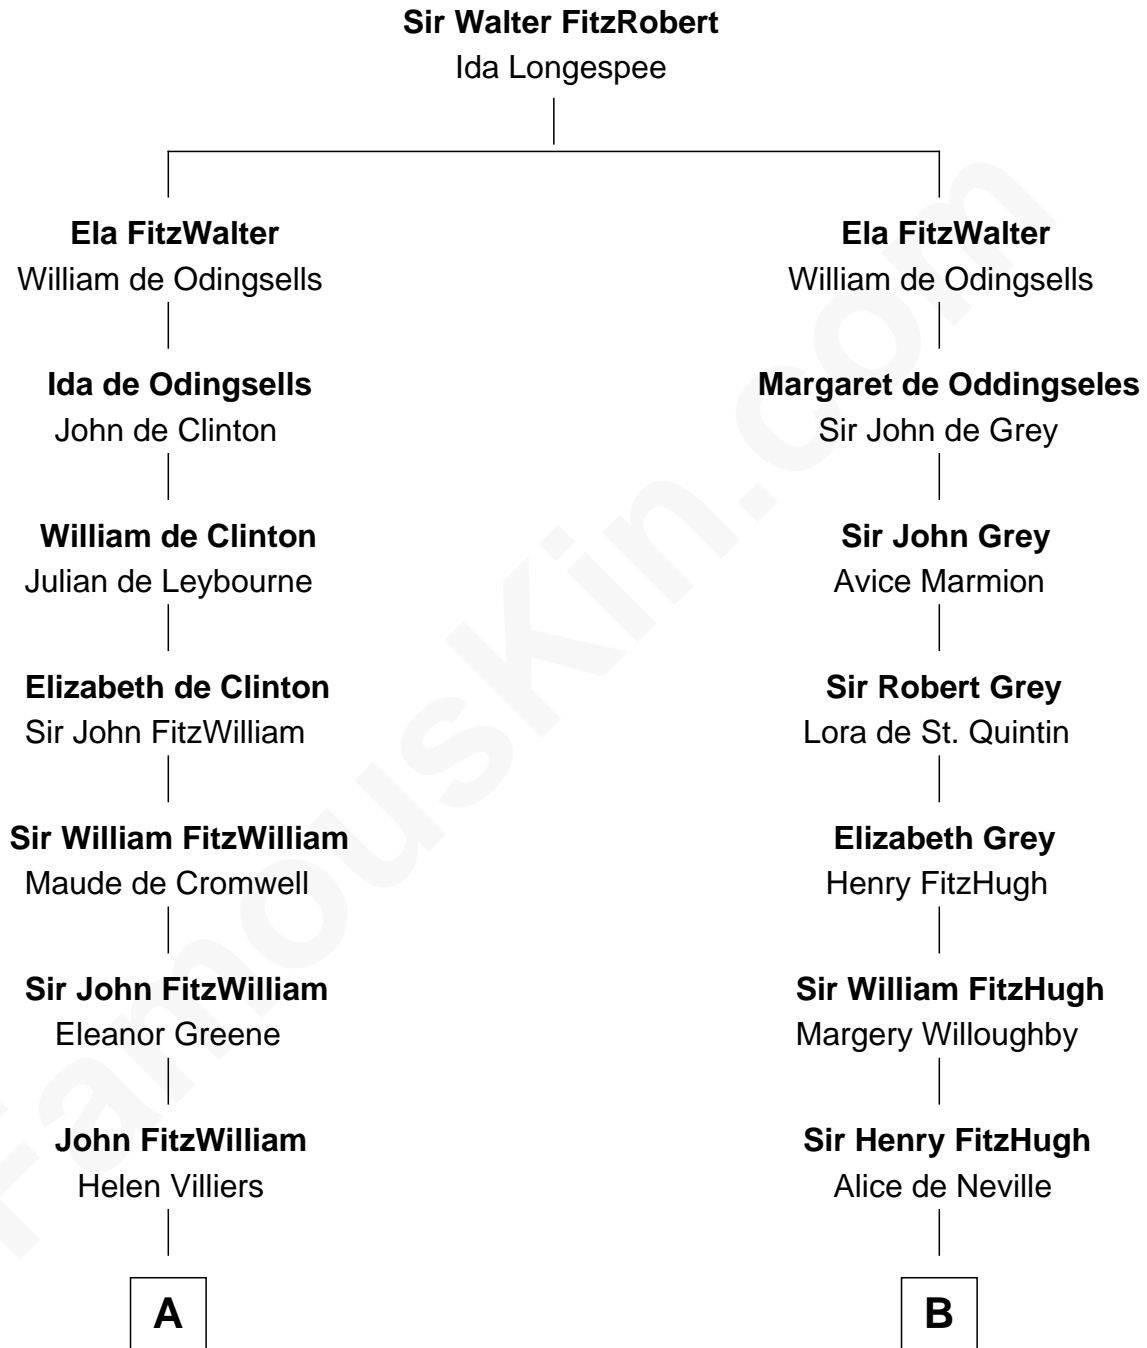 Sir Walter FitzRobert
Ida Longespee
Ela FitzWalter
William de Odingsells
Ida de Odingsells
John de Clinton
William de Clinton
Julian de Leybourne
Elizabeth de Clinton
Sir John FitzWilliam
Sir William FitzWilliam
Maude de Cromwell
Sir John FitzWilliam
Eleanor Greene
John FitzWilliam
Helen Villiers
A
Ela FitzWalter
William de Odingsells
Margaret de Oddingseles
Sir John de Grey
Sir John Grey
Avice Marmion
Sir Robert Grey
Lora de St. Quintin
Elizabeth Grey
Henry FitzHugh
Sir William FitzHugh
Margery Willoughby
Sir Henry FitzHugh
Alice de Neville
B
FamousKin.com